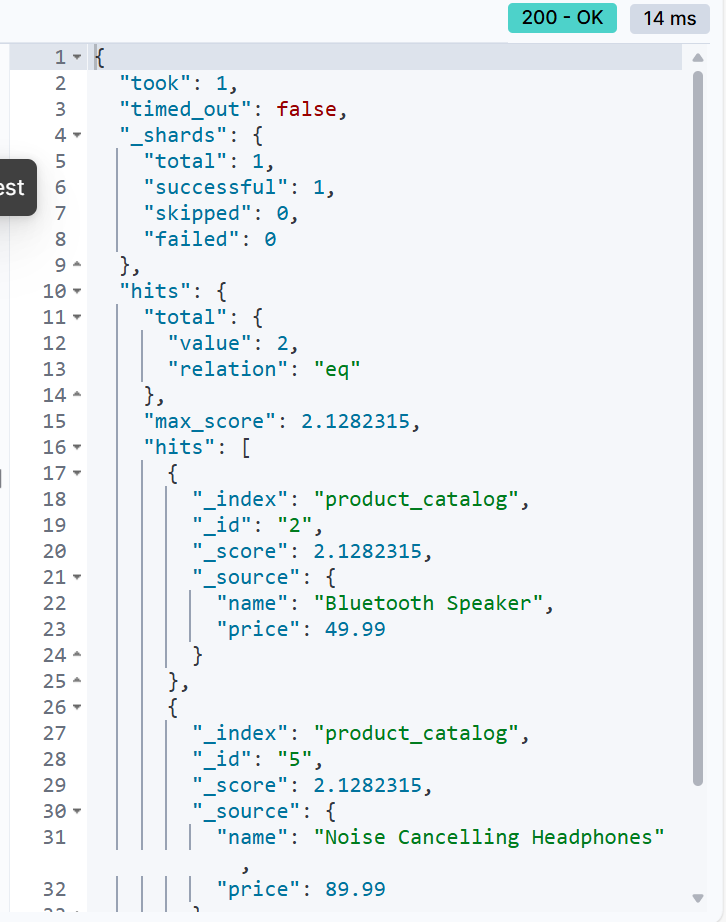 200 - OK 14 ms
1 {
2 "took": 1,
3 "timed_out": false,
4 "_shards": {
est
5 "total": 1,
6 "successful": 1,
7 "skipped": 0,
8 "failed": 0
9 },
10 "hits": {
11 "total": {
12 "value": 2,
13 "relation": "eq"
14 },
15 "max_score": 2.1282315,
16 "hits": [
17 {
18 "_index": "product_catalog",
19 "_id": "2",
20 "_score": 2.1282315,
21 "_source": {
22 "name": "Bluetooth Speaker",
23 "price": 49.99
24 }
25 },
26 {
27 "_index": "product_catalog",
28 "_id": "5",
29 "_score": 2.1282315,
30 "_source": {
31 "name": "Noise Cancelling Headphones"
,
32 "price": 89.99